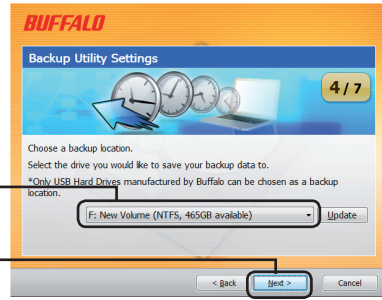 BUFFALO
Backup Utility Settings
4/7
Choose a backup location.
Select the drive you would like to save your backup data to.
*Only USB Hard Drives manufactured by Buffalo can be chosen as a backup
location.
F: New Volume (NTFS, 465GB available)
Update
< Back
Next >
Cancel